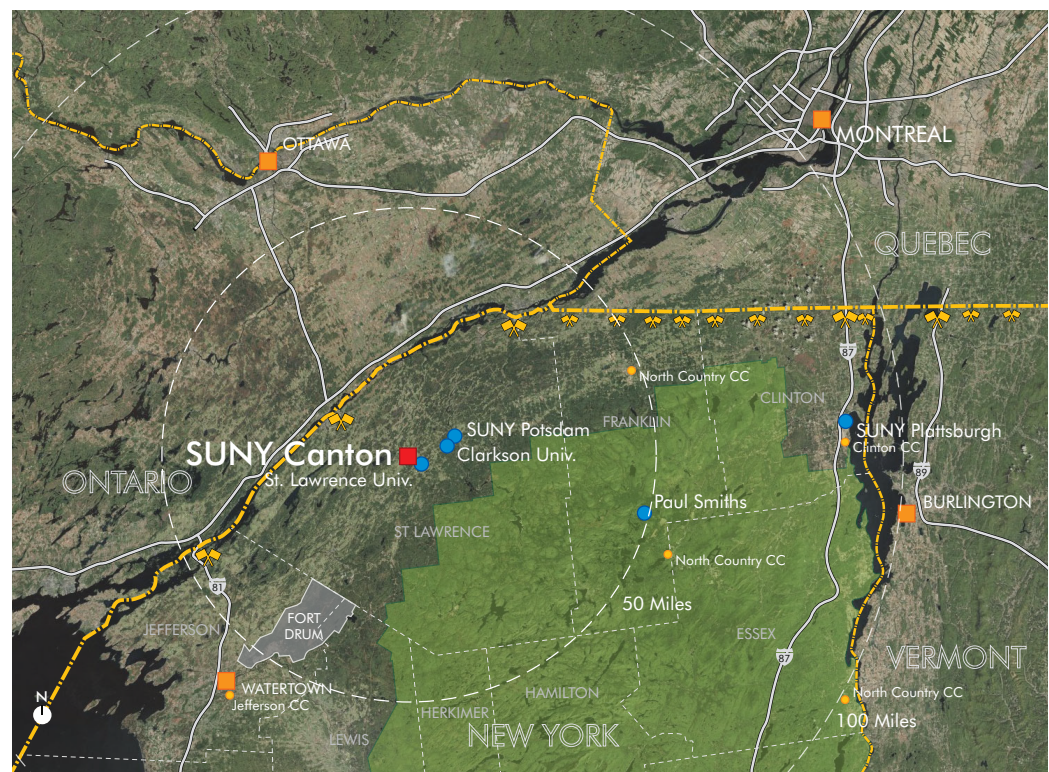 OTTAWA
MONTREAL
QUEBEC
87
North Country CC
CLINTON
FRANKLIN
SUNY Potsdam
SUNY Plattsburgh
Clarkson Univ.
Clinton CC
SUNY Canton
St. Lawrence Univ.
89
ONTARIO
Paul Smiths
BURLINGTON
ST LAWRENCE
North Country CC
81
50 Miles
FORT
DRUM
JEFFERSON
ESSEX
87
VERMONT
WATERTOWN
Jefferson CC
N
HAMILTON
North Country CC
HERKIMER
100 Miles
LEWIS
NEW YORK